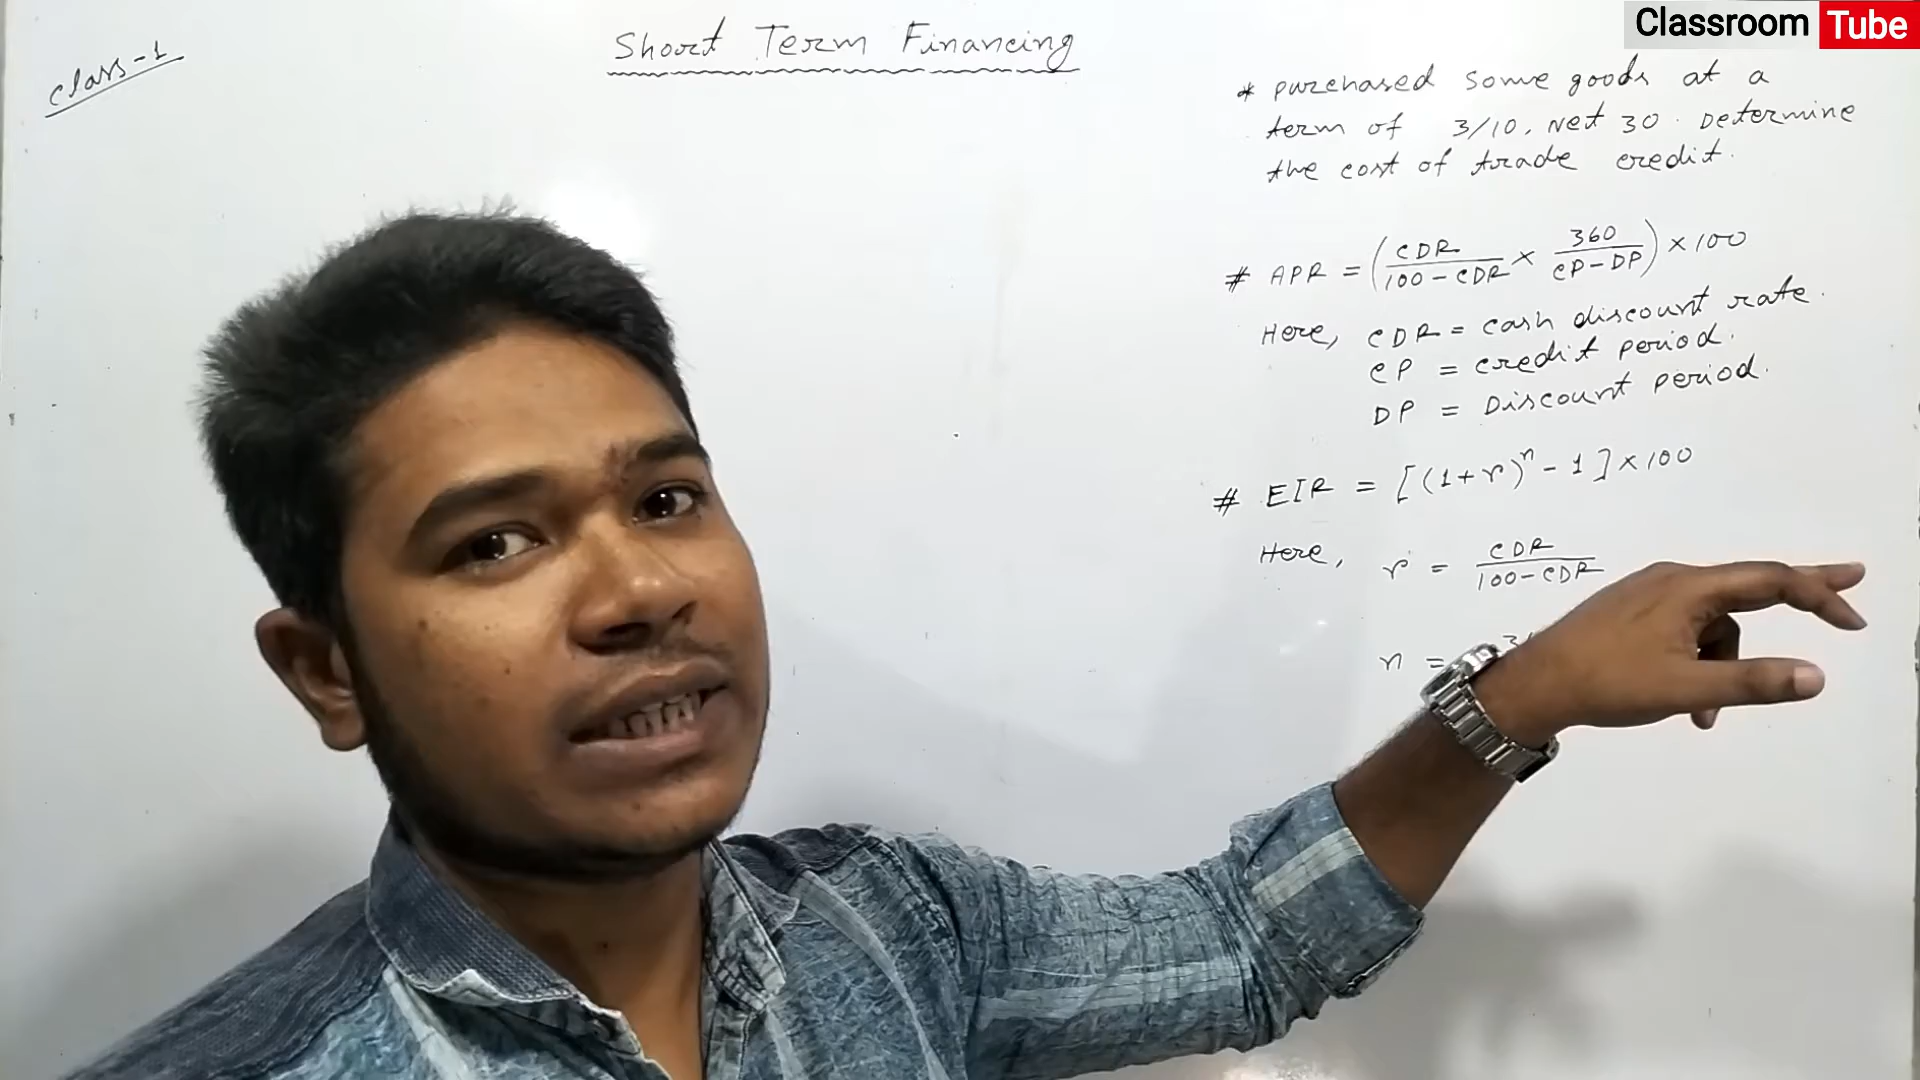 Classroom Tube
class-1
Short Term Financing
* purchased some goods at a
term of 3/10, Net 30. Determine
the cost of trade credit.
# APR = (CDR/100-CDR × 360/CP-DP) × 100
Here, CDR = cash discount rate.
CP = credit period.
DP = Discount period.
# EIR = [(1+r)^n - 1] × 100
Here, r = CDR/100-CDR
n =